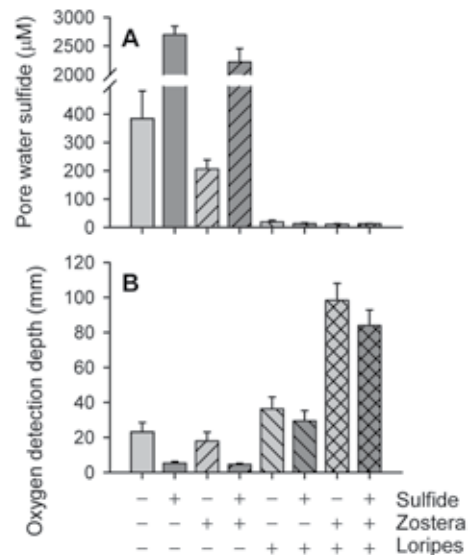 A
Pore water sulfide (μM)
3000
2500
2000
400
300
200
100
0
B
Oxygen detection depth (mm)
120
100
80
60
40
20
0
− + − + − + − + Sulfide
− − + + − − + + Zostera
− − − − + + + + Loripes